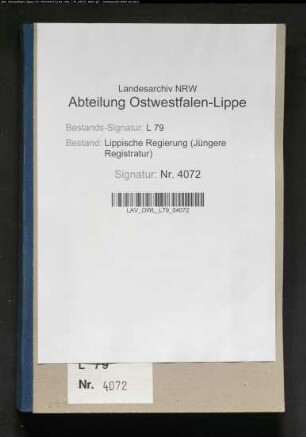 Landesarchiv NRW
Abteilung Ostwestfalen-Lippe
Bestands-Signatur: L 79
Bestand: Lippische Regierung (Jüngere
Registratur)
Signatur: Nr. 4072
LAV_OWL_L79_04072
L 79
Nr. 4072